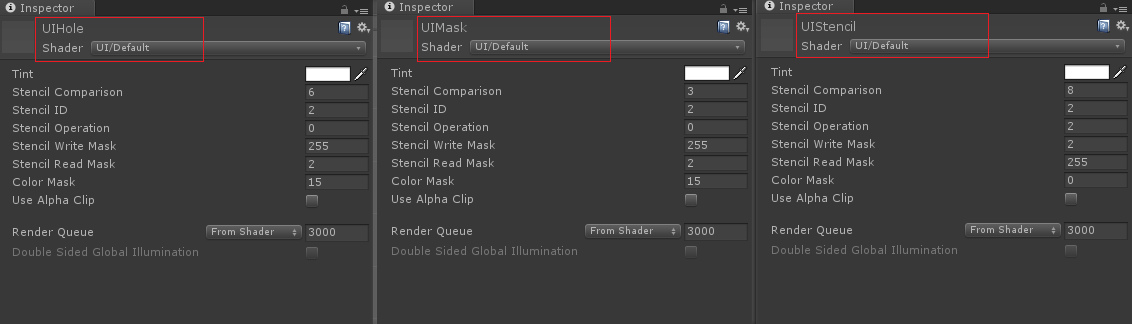 Inspector
UIHole
Shader UI/Default
Tint
Stencil Comparison 6
Stencil ID 2
Stencil Operation 0
Stencil Write Mask 255
Stencil Read Mask 2
Color Mask 15
Use Alpha Clip
Render Queue From Shader 3000
Double Sided Global Illumination
Inspector
UIMask
Shader UI/Default
Tint
Stencil Comparison 3
Stencil ID 2
Stencil Operation 0
Stencil Write Mask 255
Stencil Read Mask 2
Color Mask 15
Use Alpha Clip
Render Queue From Shader 3000
Double Sided Global Illumination
Inspector
UIStencil
Shader UI/Default
Tint
Stencil Comparison 8
Stencil ID 2
Stencil Operation 2
Stencil Write Mask 2
Stencil Read Mask 255
Color Mask 0
Use Alpha Clip
Render Queue From Shader 3000
Double Sided Global Illumination